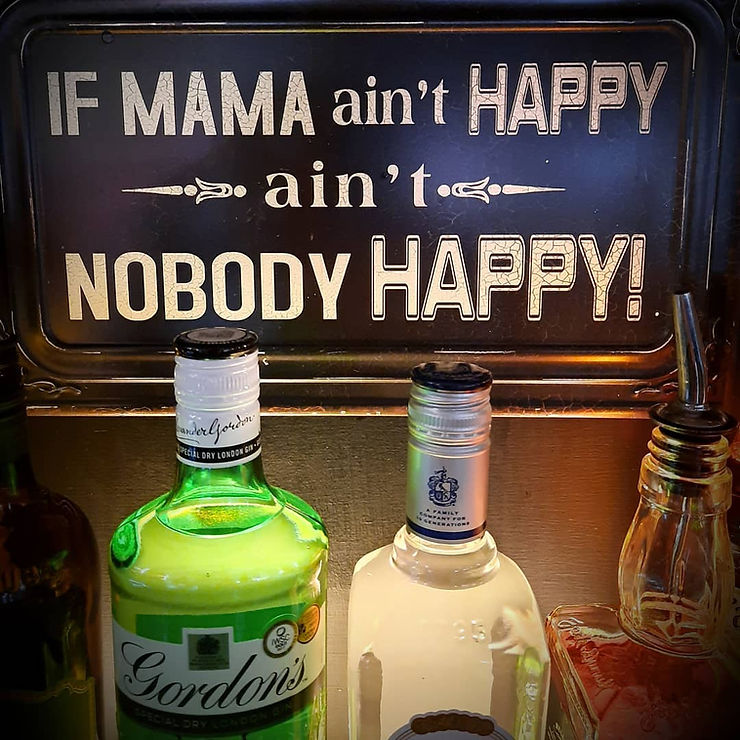 IF MAMA ain't HAPPY
ain't
NOBODY HAPPY!
SPECIAL DRY LONDON GIN
A FAMILY
COMPANY FOR
GENERATIONS
1795
Gordon's
SPECIAL DRY LONDON GIN